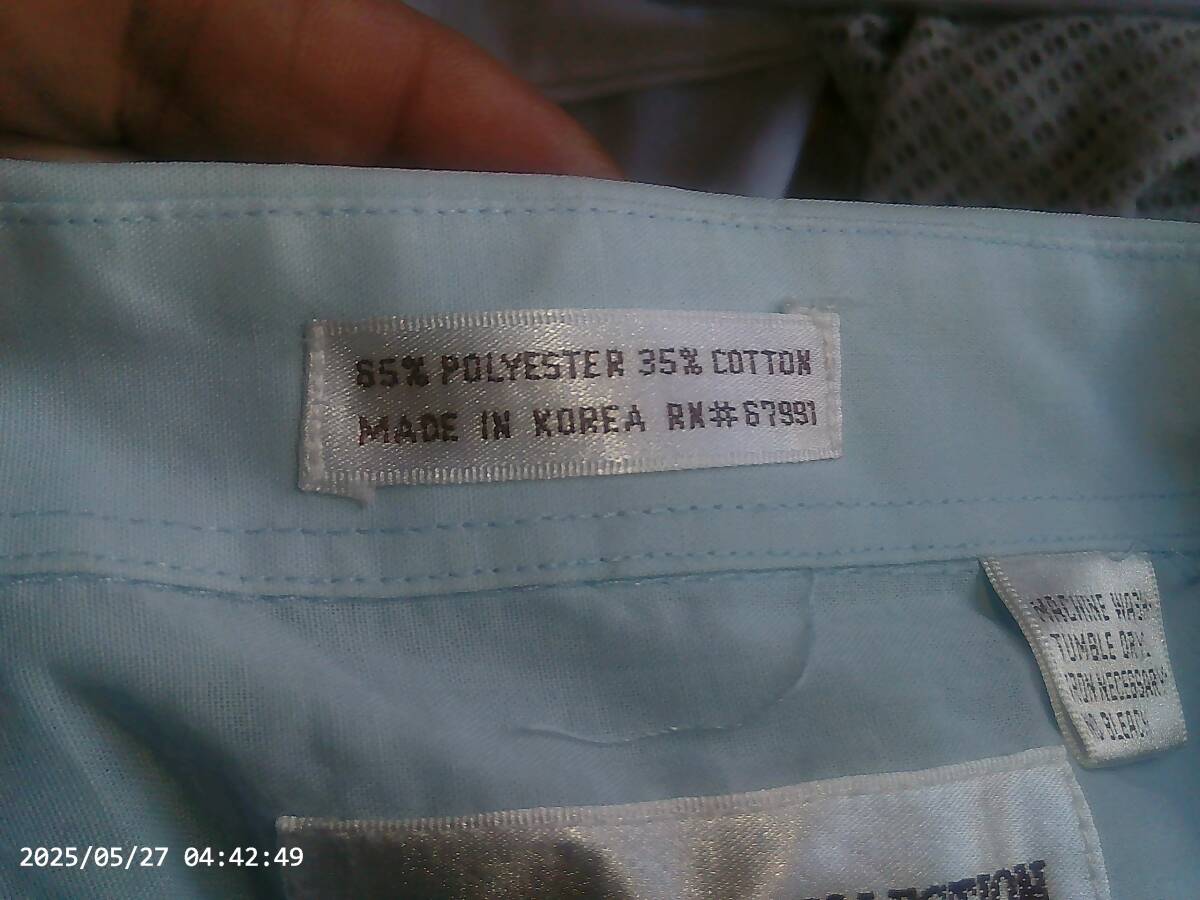 65% POLYESTER 35% COTTON
MADE IN KOREA RN#67991
MACHINE WASH
TUMBLE DRY.
IRON NECESSARY
NO BLEACH
2025/05/27 04:42:49